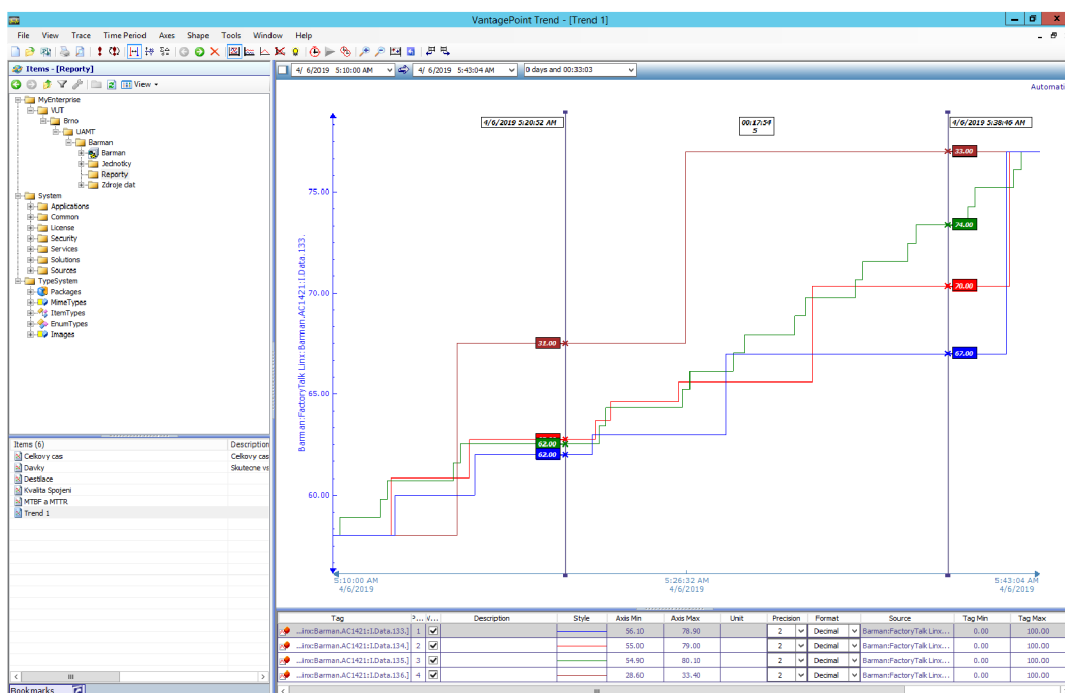 VantagePoint Trend - [Trend 1]
File View Trace Time Period Axes Shape Tools Window Help
Items - [Reporty]
View
MyEnterprise
VUT
Brno
UAMT
Barman
Barman
Jednotky
Reporty
Zdroje dat
System
Applications
Common
License
Security
Services
Solutions
Sources
TypeSystem
Packages
MimeTypes
ItemTypes
EnumTypes
Images
Items (6) Description
Celkovy cas Celkovy cas
Davky Skutecne vs
Destilace
Kvalita Spojeni
MTBF a MTTR
Trend 1
Bookmarks
4/ 6/2019 5:10:00 AM 4/ 6/2019 5:43:04 AM 0 days and 00:33:03
Automati
4/6/2019 5:20:52 AM 00:17:54 4/6/2019 5:38:46 AM
5
Barman:FactoryTalk Linx:Barman.AC1421:I.Data.133.
75.00
70.00
65.00
60.00
31.00
62.00
62.00
33.00
74.00
70.00
67.00
5:10:00 AM 5:26:32 AM 5:43:04 AM
4/6/2019 4/6/2019 4/6/2019
Tag P... V... Description Style Axis Min Axis Max Unit Precision Format Source Tag Min Tag Max
...inx:Barman.AC1421:I.Data.133.] 1 56.10 78.90 2 Decimal Barman:FactoryTalk Linx... 0.00 100.00
...inx:Barman.AC1421:I.Data.134.] 2 55.00 79.00 2 Decimal Barman:FactoryTalk Linx... 0.00 100.00
...inx:Barman.AC1421:I.Data.135.] 3 54.90 80.10 2 Decimal Barman:FactoryTalk Linx... 0.00 100.00
...inx:Barman.AC1421:I.Data.136.] 4 28.60 33.40 2 Decimal Barman:FactoryTalk Linx... 0.00 100.00